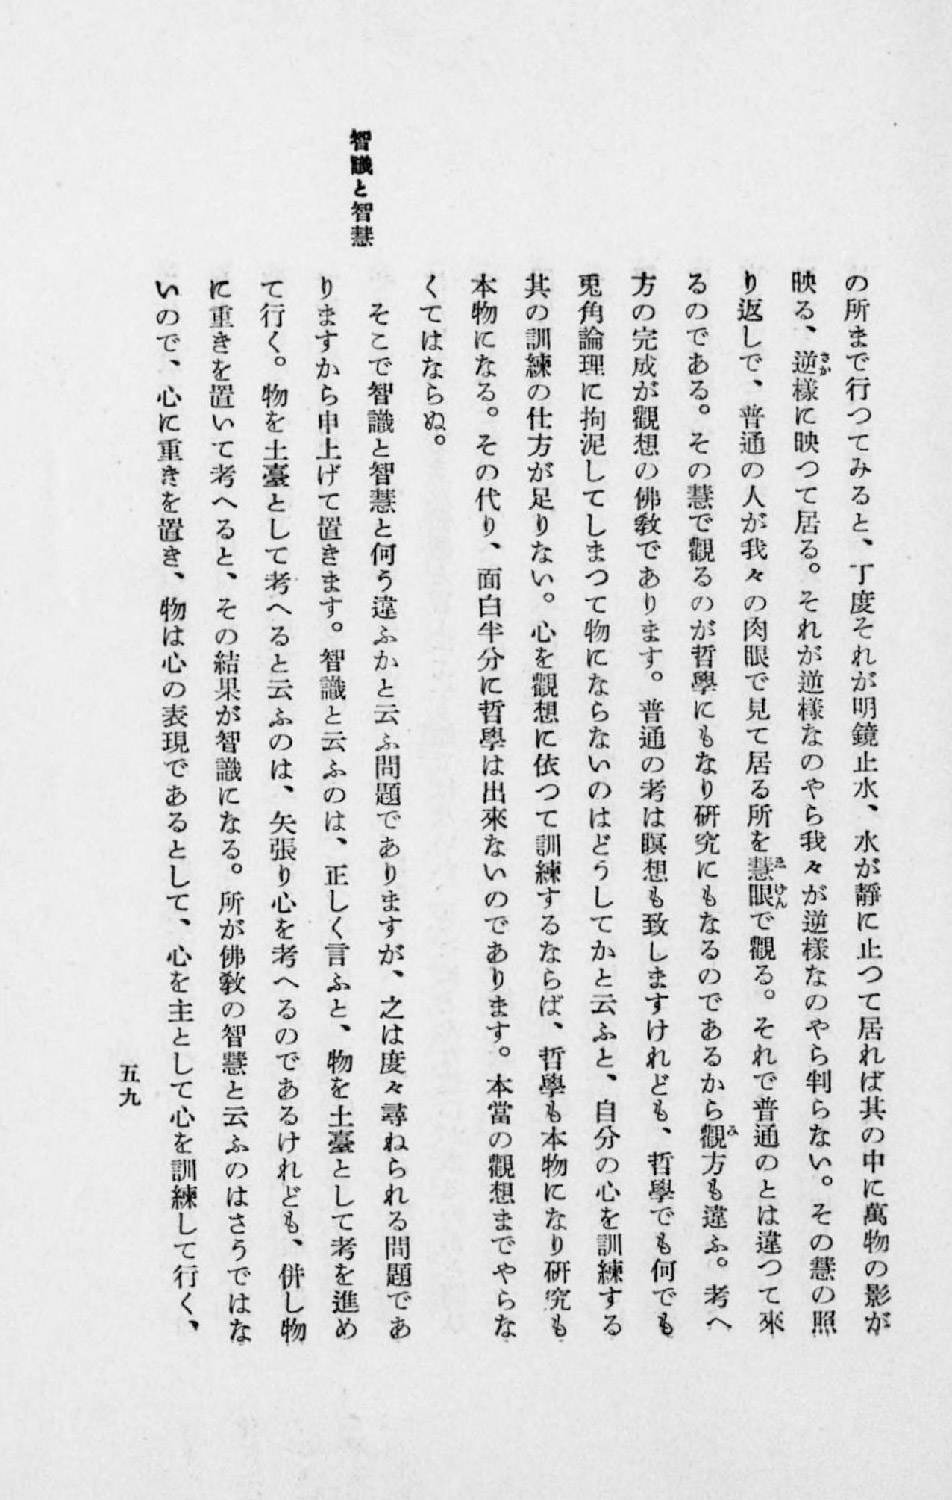 の所まで行つてみると、丁度それが明鏡止水、水が靜に止つて居れば其の中に萬物の影が
映る、逆樣に映つて居る。それが逆樣なのやら我々が逆樣なのやら判らない。その慧の照
り返しで、普通の人が我々の肉眼で見て居る所を慧眼で觀る。それで普通のとは違つて來
るのである。その慧で觀るのが哲學にもなり研究にもなるのであるから觀方も違ふ。考へ
方の完成が觀想の佛敎であります。普通の考は瞑想も致しますけれども、哲學でも何でも
兎角論理に拘泥してしまつて物にならないのはどうしてかと云ふと、自分の心を訓練する
其の訓練の仕方が足りない。心を觀想に依つて訓練するならば、哲學も本物になり硏究も
本物になる。その代り、面白半分に哲學は出來ないのであります。本當の觀想までやらな
くてはならぬ。
智識と智慧
そこで智識と智慧と何う違ふかと云ふ問題でありますが、之は度々尋ねられる問題であ
りますから申上げて置きます。智識と云ふのは、正しく言ふと、物を土臺として考を進め
て行く。物を土臺として考へると云ふのは、矢張り心を考へるのであるけれども、併し物
に重きを置いて考へると、その結果が智識になる。所が佛敎の智慧と云ふのはさうではな
いので、心に重きを置き、物は心の表現であるとして、心を主として心を訓練して行く、
五九